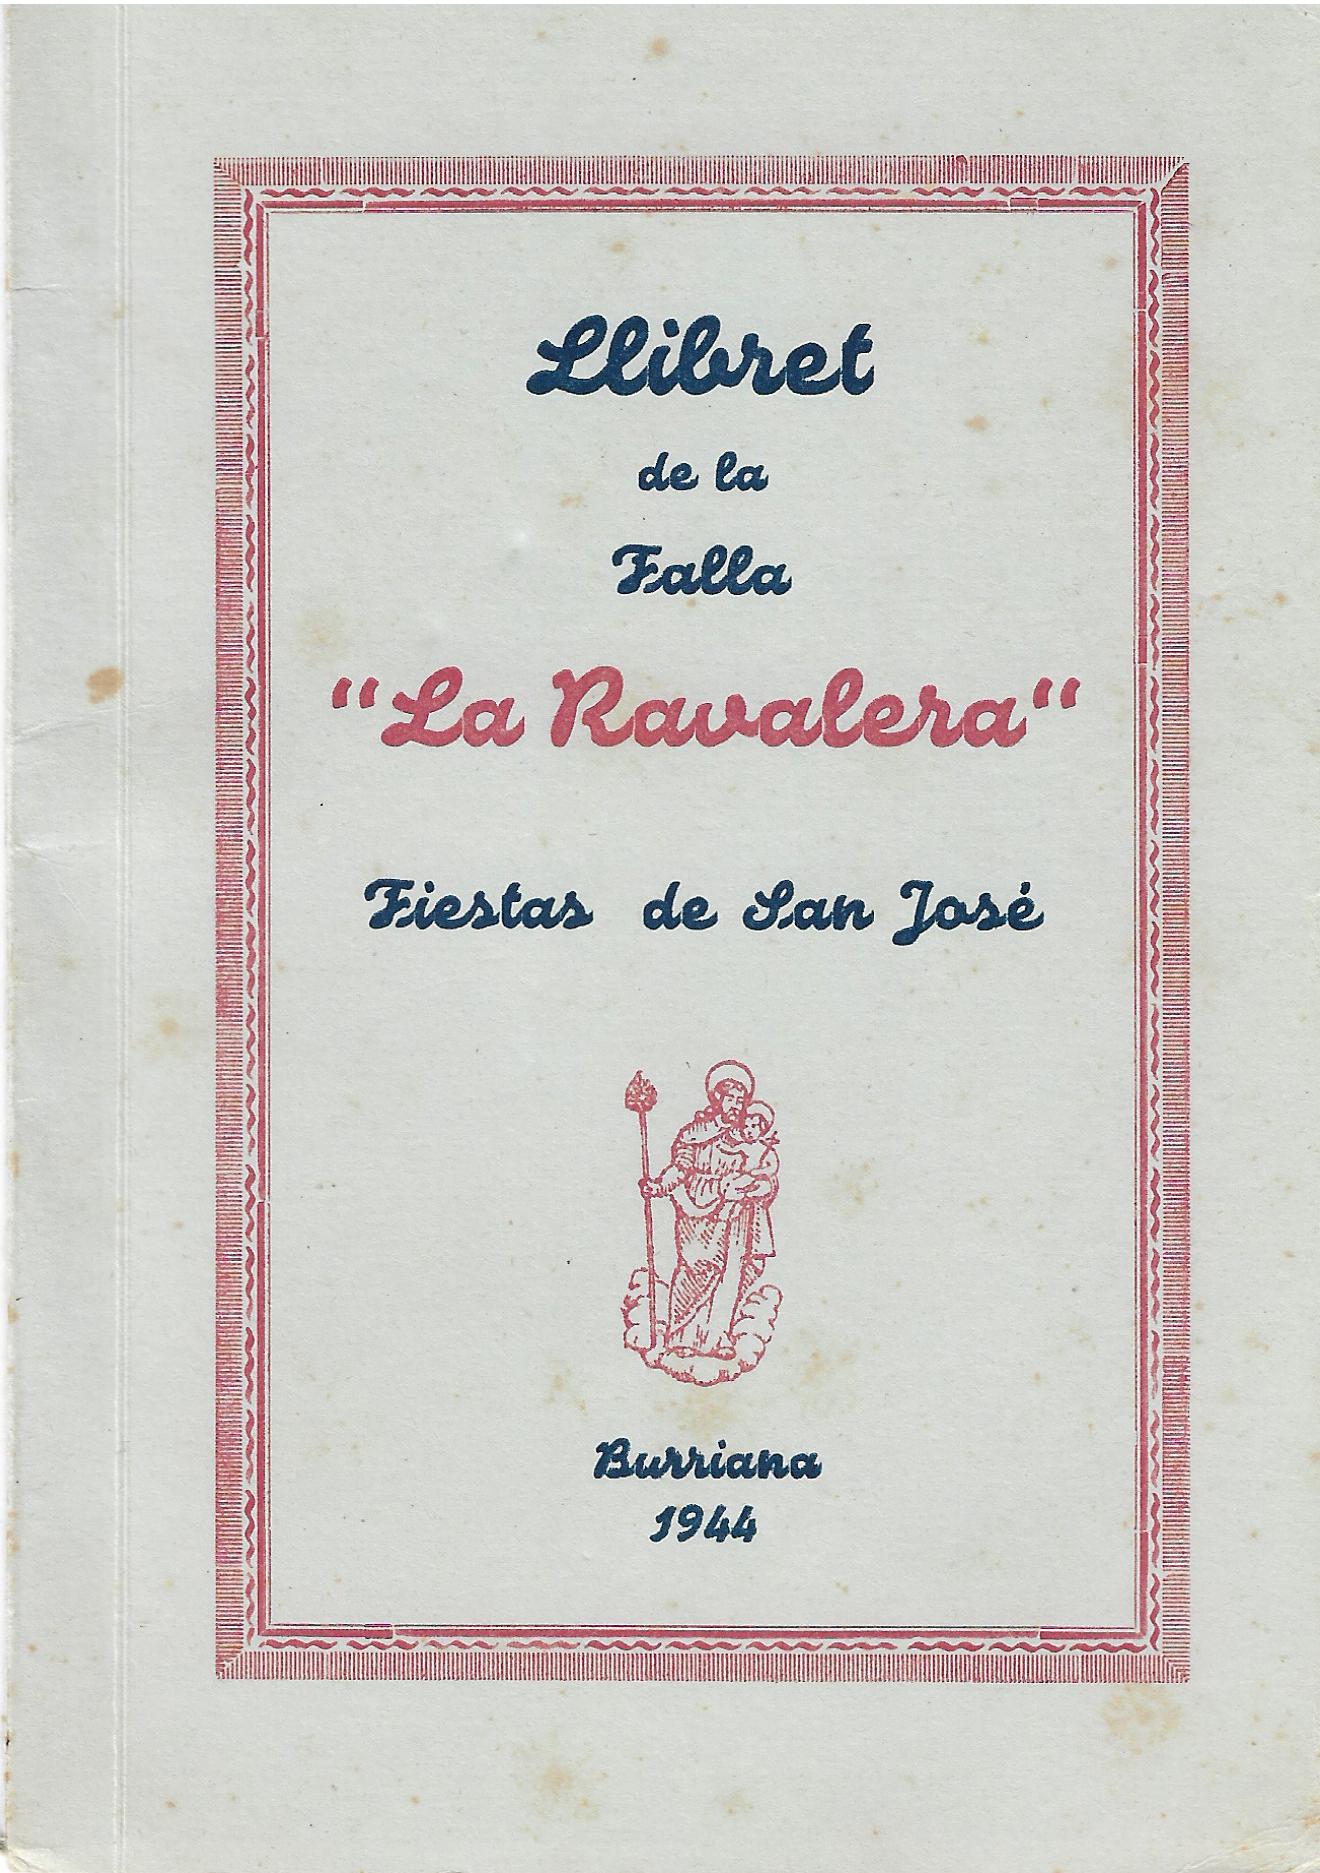 Llibret
de la
Falla
"La Ravalera"
Fiestas de San José
Burriana
1944